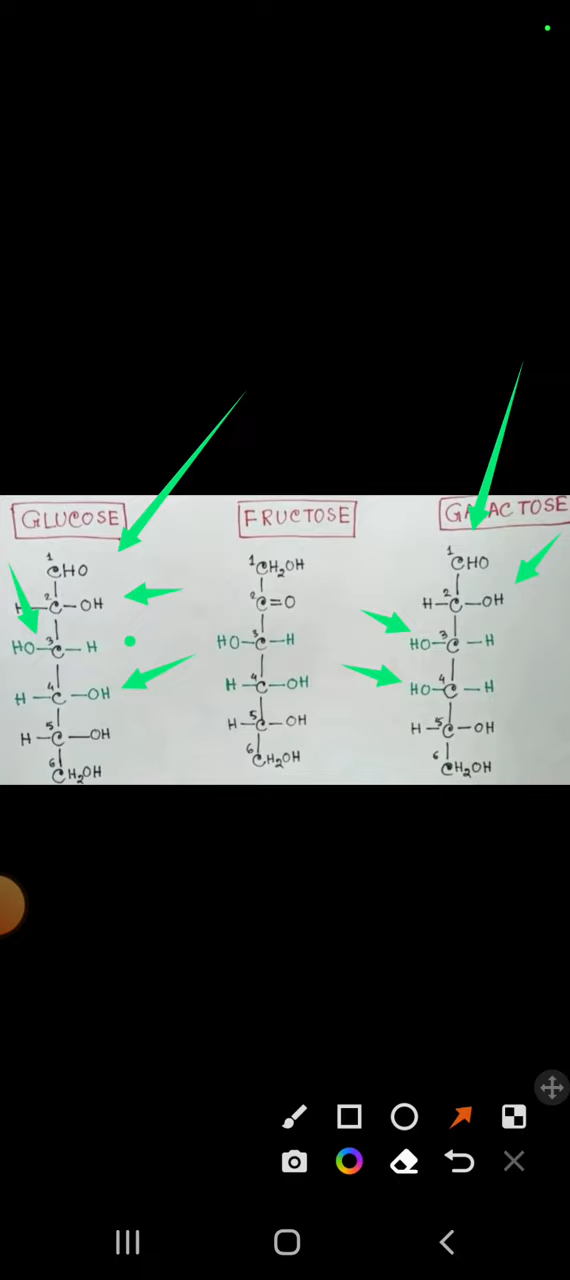 GLUCOSE
1
CHO
2
H-C-OH
3
HO-C-H
4
H-C-OH
5
H-C-OH
6
CH2OH
FRUCTOSE
1
CH2OH
2
C=O
3
HO-C-H
4
H-C-OH
5
H-C-OH
6
CH2OH
GALACTOSE
1
CHO
2
H-C-OH
3
HO-C-H
4
HO-C-H
5
H-C-OH
6
CH2OH